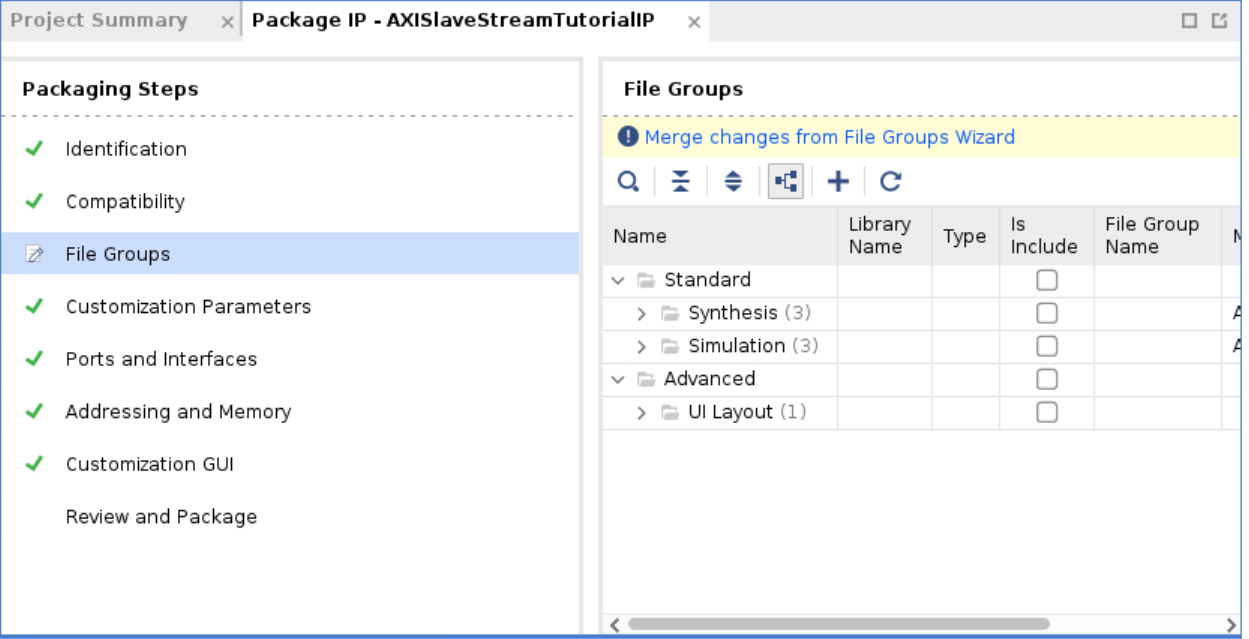 Project Summary × Package IP - AXISlaveStreamTutorialIP ×
Packaging Steps
Identification
Compatibility
File Groups
Customization Parameters
Ports and Interfaces
Addressing and Memory
Customization GUI
Review and Package
File Groups
Merge changes from File Groups Wizard
Name Library Name Type Is Include File Group Name
Standard
Synthesis (3)
Simulation (3)
Advanced
UI Layout (1)